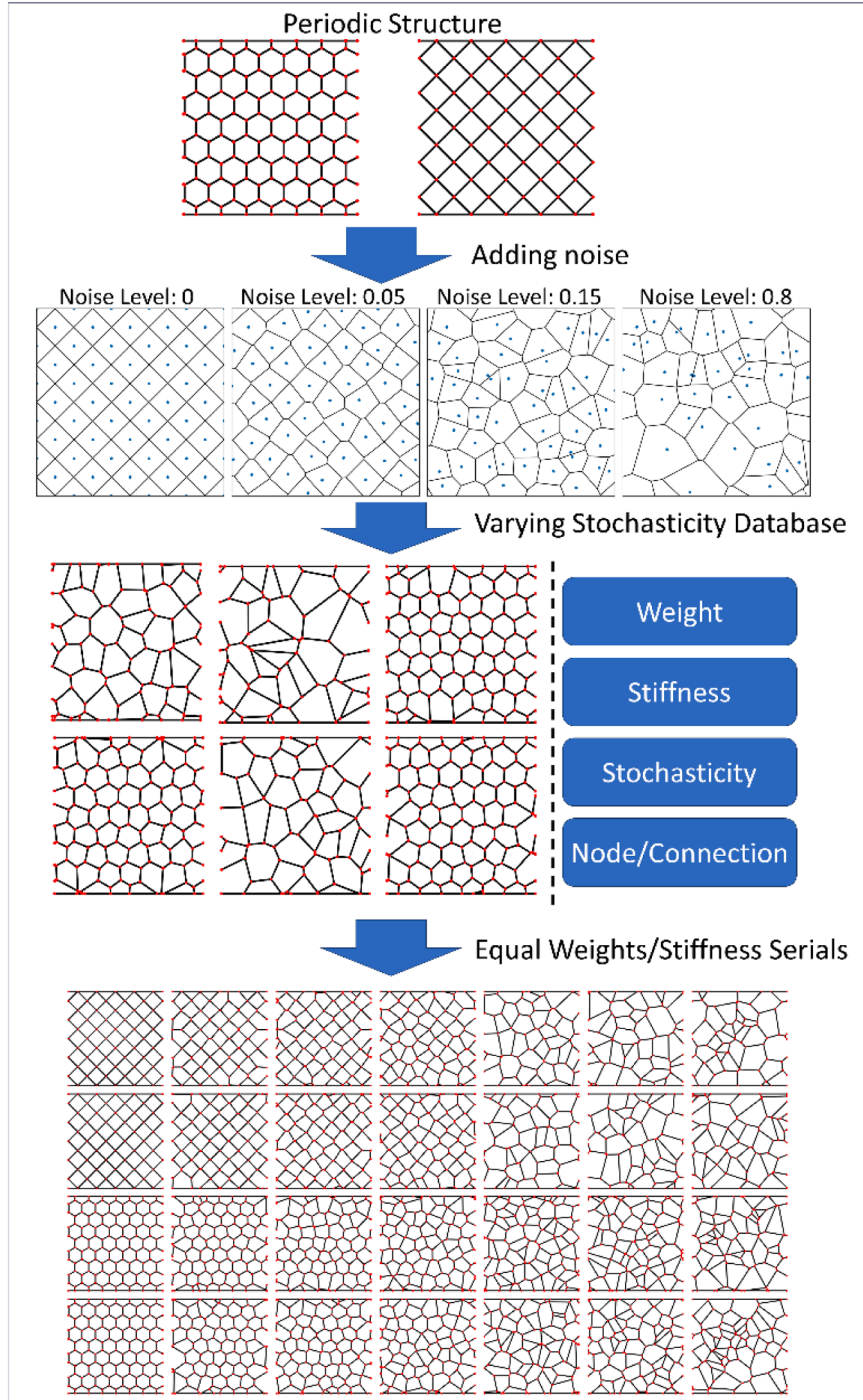 Periodic Structure
Adding noise
Noise Level: 0
Noise Level: 0.05
Noise Level: 0.15
Noise Level: 0.8
Varying Stochasticity Database
Weight
Stiffness
Stochasticity
Node/Connection
Equal Weights/Stiffness Serials